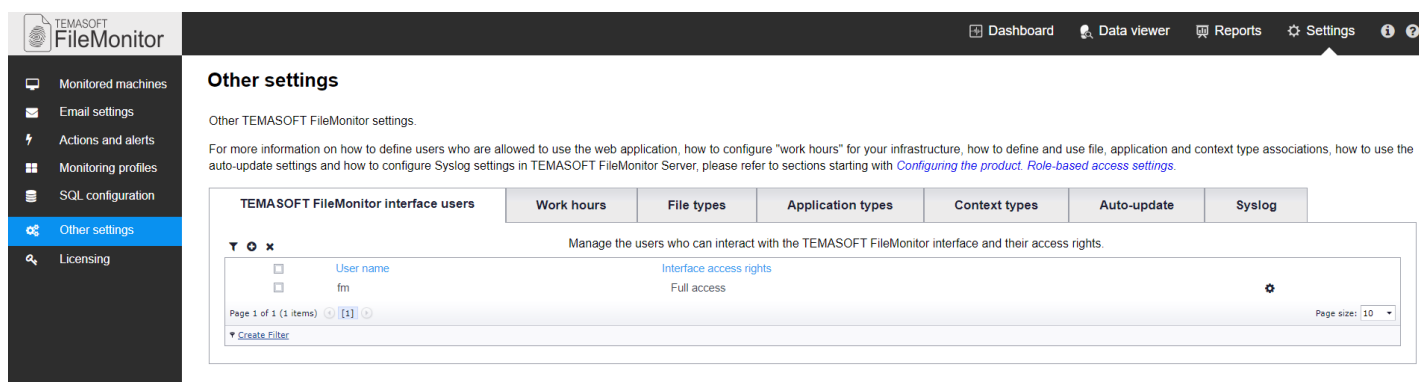 TEMASOFT
FileMonitor
Dashboard
Data viewer
Reports
Settings
Monitored machines
Email settings
Actions and alerts
Monitoring profiles
SQL configuration
Other settings
Licensing
Other settings
Other TEMASOFT FileMonitor settings.
For more information on how to define users who are allowed to use the web application, how to configure "work hours" for your infrastructure, how to define and use file, application and context type associations, how to use the
auto-update settings and how to configure Syslog settings in TEMASOFT FileMonitor Server, please refer to sections starting with Configuring the product. Role-based access settings.
TEMASOFT FileMonitor interface users
Work hours
File types
Application types
Context types
Auto-update
Syslog
Manage the users who can interact with the TEMASOFT FileMonitor interface and their access rights.
User name Interface access rights
fm Full access
Page 1 of 1 (1 items) [1] Page size: 10
Create Filter